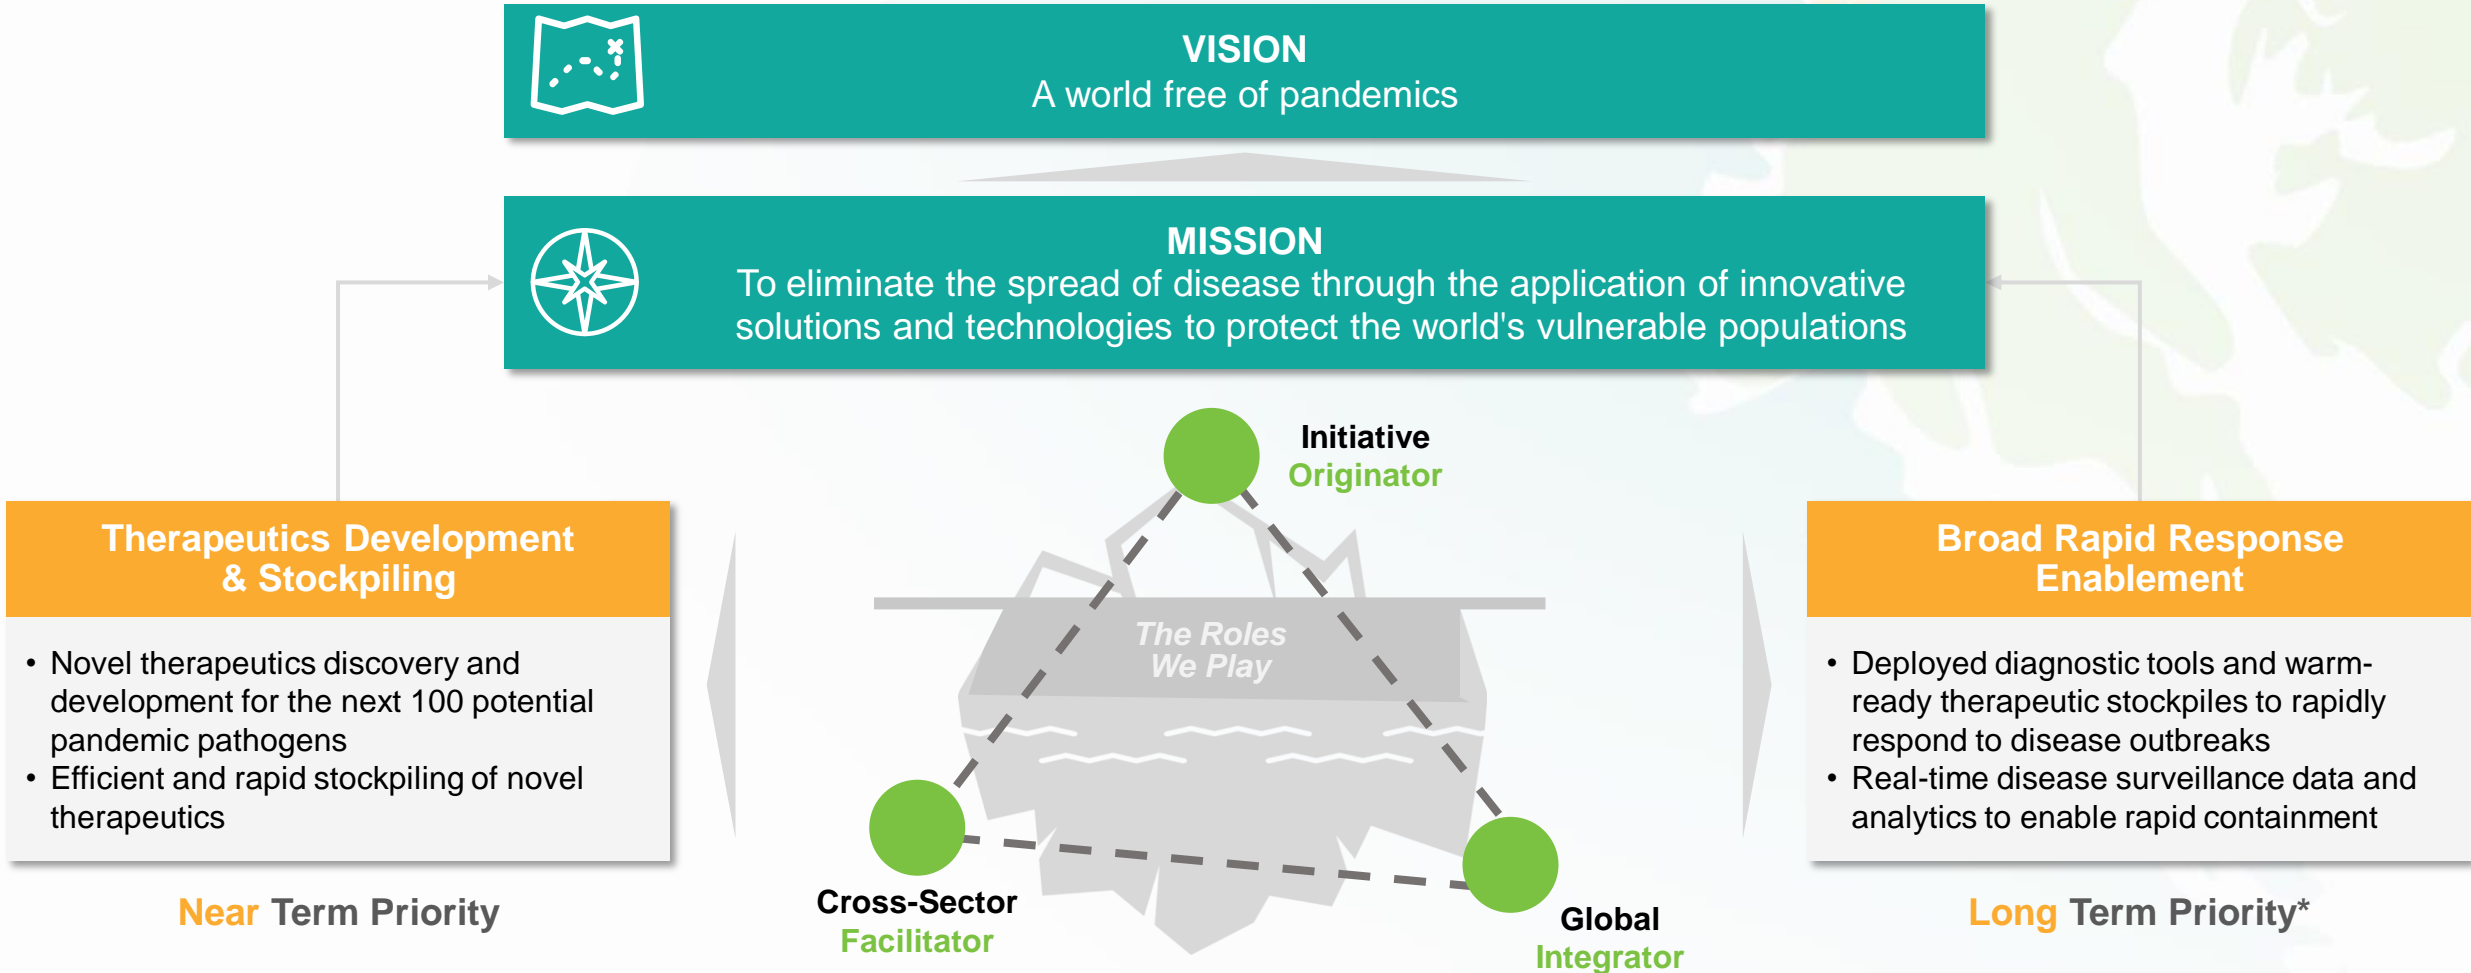 VISION
A world free of pandemics
MISSION
To eliminate the spread of disease through the application of innovative
solutions and technologies to protect the world's vulnerable populations
Initiative
Originator
Therapeutics Development
& Stockpiling
• Novel therapeutics discovery and
development for the next 100 potential
pandemic pathogens
• Efficient and rapid stockpiling of novel
therapeutics
Near Term Priority
The Roles
We Play
Cross-Sector
Facilitator
Global
Integrator
Broad Rapid Response
Enablement
• Deployed diagnostic tools and warm-
ready therapeutic stockpiles to rapidly
respond to disease outbreaks
• Real-time disease surveillance data and
analytics to enable rapid containment
Long Term Priority*